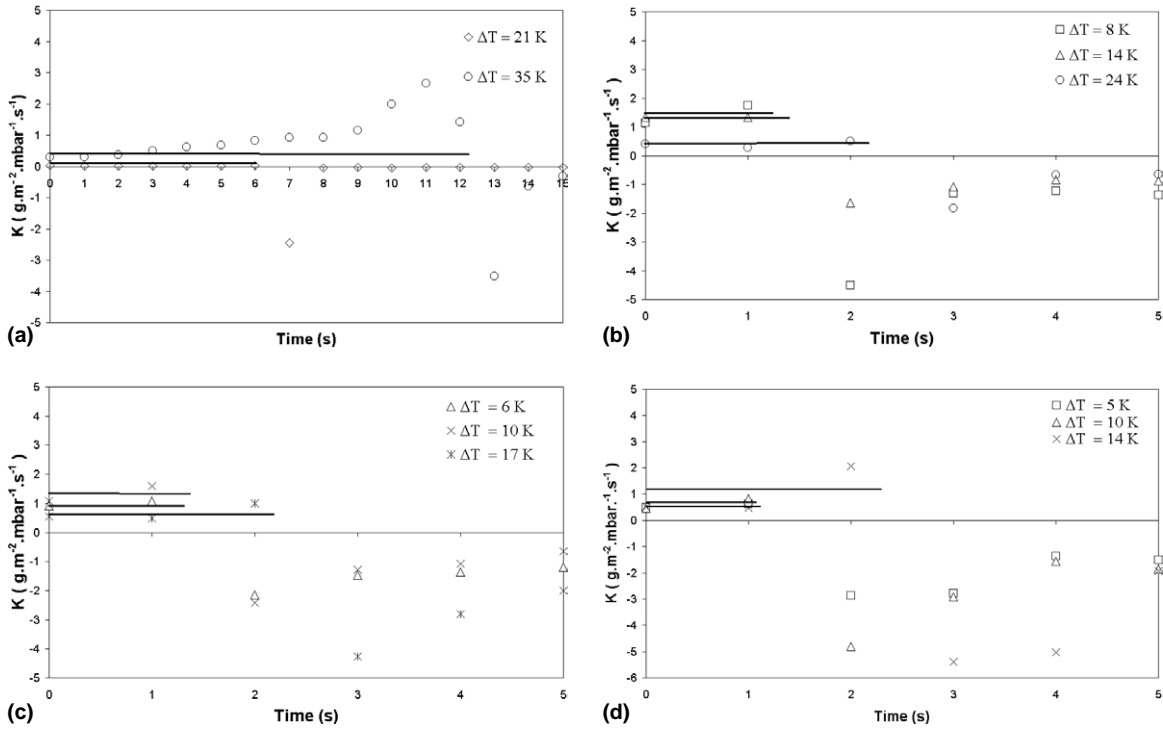 5
4
3
2
1
0
-1
-2
-3
-4
-5
K ( g.m⁻².mbar⁻¹.s⁻¹)
ΔT = 21 K
ΔT = 35 K
0 1 2 3 4 5 6 7 8 9 10 11 12 13 14 15
Time (s)
(a)
5
4
3
2
1
0
-1
-2
-3
-4
-5
K ( g.m⁻².mbar⁻¹.s⁻¹)
ΔT = 8 K
ΔT = 14 K
ΔT = 24 K
0 1 2 3 4 5
Time (s)
(b)
5
4
3
2
1
0
-1
-2
-3
-4
-5
K ( g.m⁻².mbar⁻¹.s⁻¹)
ΔT = 6 K
ΔT = 10 K
ΔT = 17 K
0 1 2 3 4 5
Time (s)
(c)
5
4
3
2
1
0
-1
-2
-3
-4
-5
-6
K ( g.m⁻².mbar.⁻¹.s⁻¹)
ΔT = 5 K
ΔT = 10 K
ΔT = 14 K
0 1 2 3 4 5
Time (s)
(d)